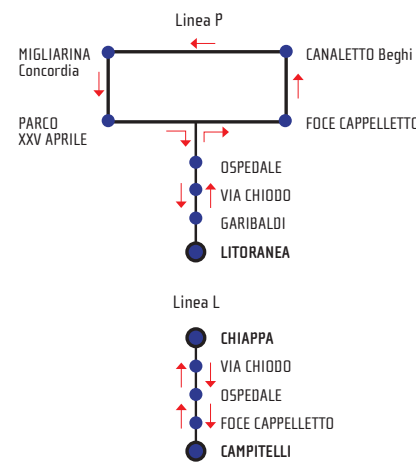 Linea P
MIGLIARINA
Concordia
CANALETTO Beghi
PARCO
XXV APRILE
FOCE CAPPELLETTO
OSPEDALE
VIA CHIODO
GARIBALDI
LITORANEA
Linea L
CHIAPPA
VIA CHIODO
OSPEDALE
FOCE CAPPELLETTO
CAMPITELLI